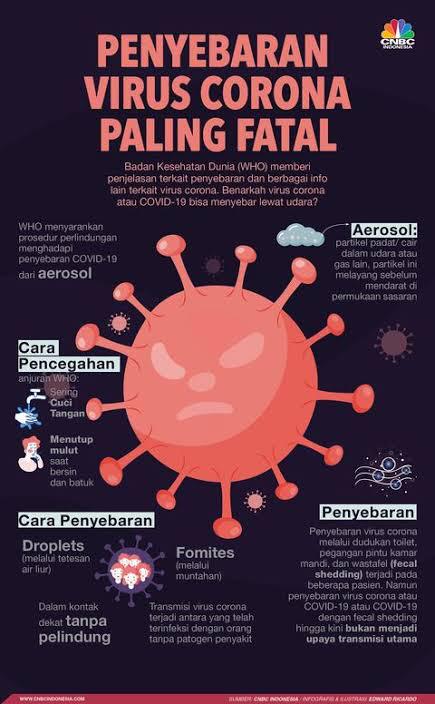 CNBC
INDONESIA
PENYEBARAN
VIRUS CORONA
PALING FATAL
Badan Kesehatan Dunia (WHO) memberi
penjelasan terkait penyebaran dan berbagai info
lain terkait virus corona. Benarkah virus corona
atau COVID-19 bisa menyebar lewat udara?
WHO menyarankan
prosedur perlindungan
menghadapi
penyebaran COVID-19
dari aerosol
Aerosol:
partikel padat/ cair
dalam udara atau
gas lain, partikel ini
melayang sebelum
mendarat di
permukaan sasaran
Cara
Pencegahan
anjuran WHO:
Sering
Cuci
Tangan
Menutup
mulut
saat
bersin
dan batuk
Cara Penyebaran
Droplets
(melalui tetesan
air liur)
Fomites
(melalui
muntahan)
Dalam kontak
dekat tanpa
pelindung
Transmisi virus corona
terjadi antara yang telah
terinfeksi dengan orang
tanpa patogen penyakit
Penyebaran
Penyebaran virus corona
melalui dudukan toilet,
pegangan pintu kamar
mandi, dan wastafel (fecal
shedding) terjadi pada
beberapa pasien. Namun
penyebaran virus corona atau
COVID-19 atau COVID-19
dengan fecal shedding
hingga kini bukan menjadi
upaya transmisi utama
WWW.CNBCINDONESIA.COM
SUMBER: CNBC INDONESIA / INFOGRAFIS & ILUSTRASI: EDWARD RICARDO